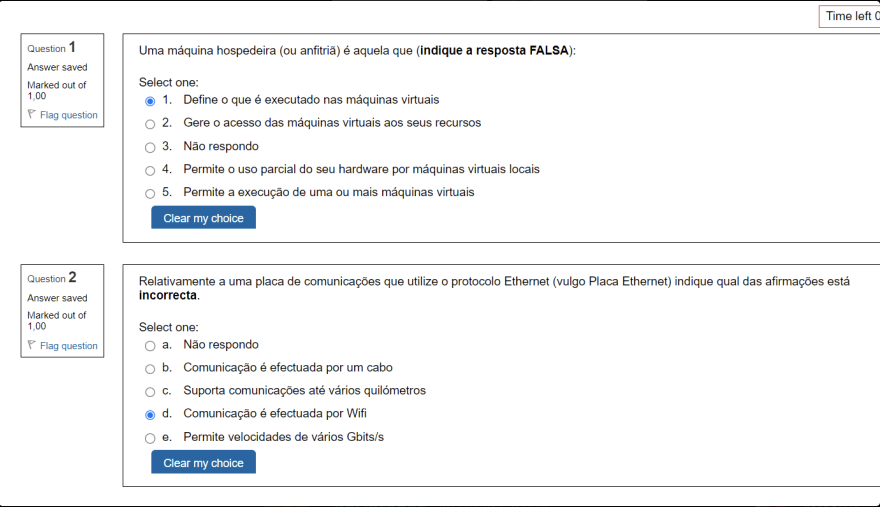 Time left 0
Question 1
Answer saved
Marked out of
1,00
Flag question
Uma máquina hospedeira (ou anfitriã) é aquela que (indique a resposta FALSA):
Select one:
1. Define o que é executado nas máquinas virtuais
2. Gere o acesso das máquinas virtuais aos seus recursos
3. Não respondo
4. Permite o uso parcial do seu hardware por máquinas virtuais locais
5. Permite a execução de uma ou mais máquinas virtuais
Clear my choice
Question 2
Answer saved
Marked out of
1,00
Flag question
Relativamente a uma placa de comunicações que utilize o protocolo Ethernet (vulgo Placa Ethernet) indique qual das afirmações está
incorrecta.
Select one:
a. Não respondo
b. Comunicação é efectuada por um cabo
c. Suporta comunicações até vários quilómetros
d. Comunicação é efectuada por Wifi
e. Permite velocidades de vários Gbits/s
Clear my choice